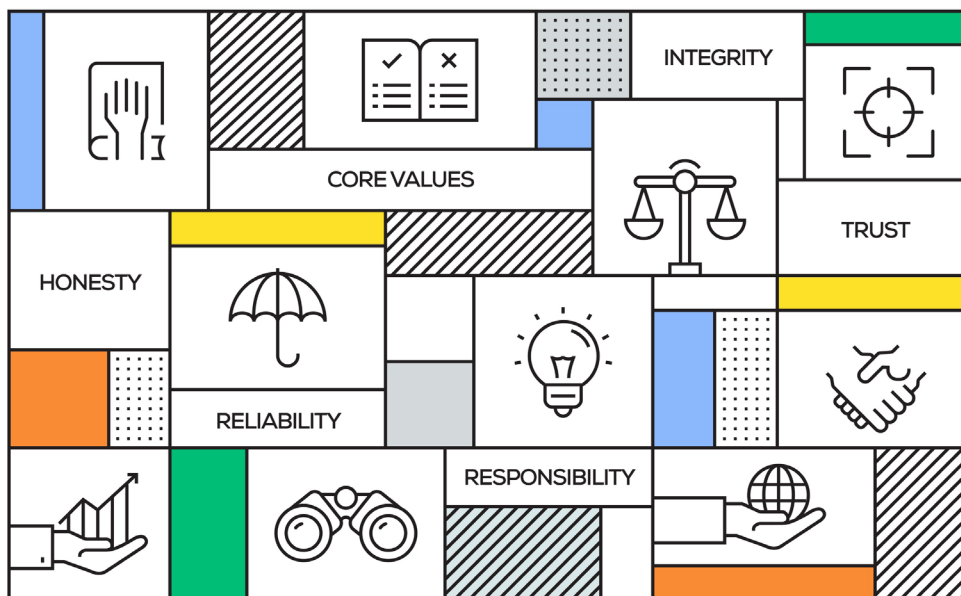 INTEGRITY
CORE VALUES
TRUST
HONESTY
RELIABILITY
RESPONSIBILITY